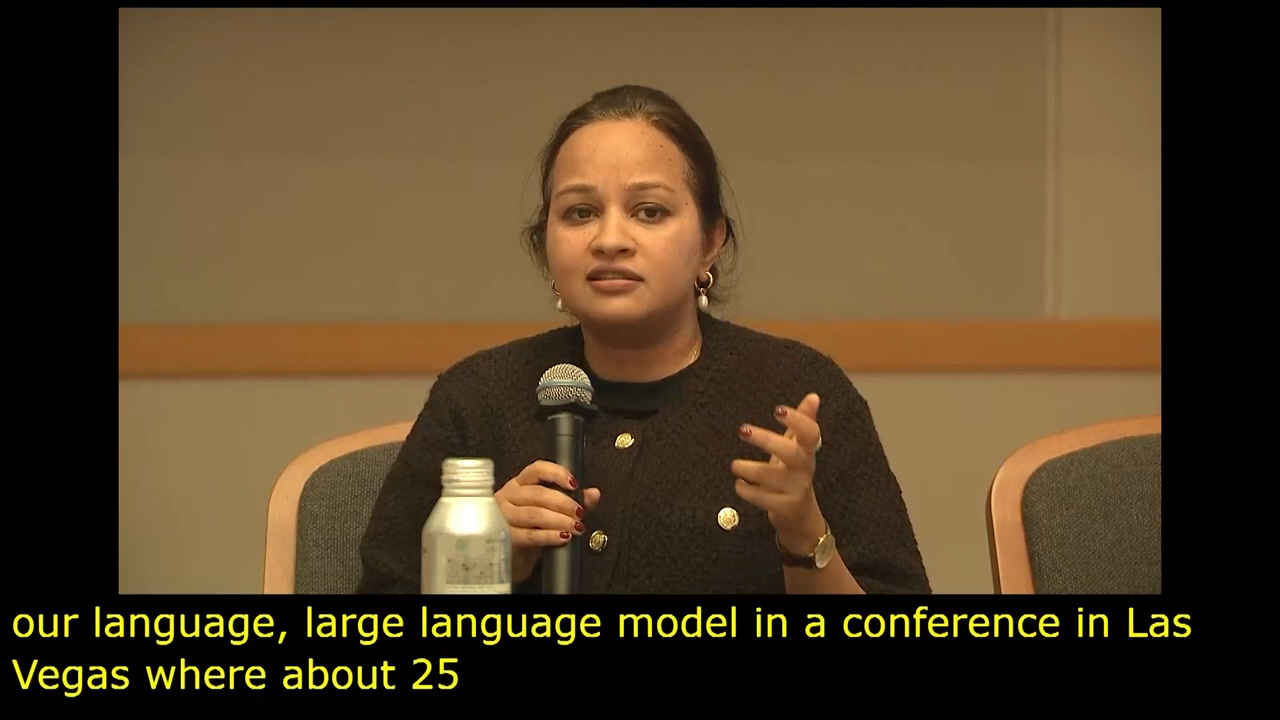 our language, large language model in a conference in Las
Vegas where about 25